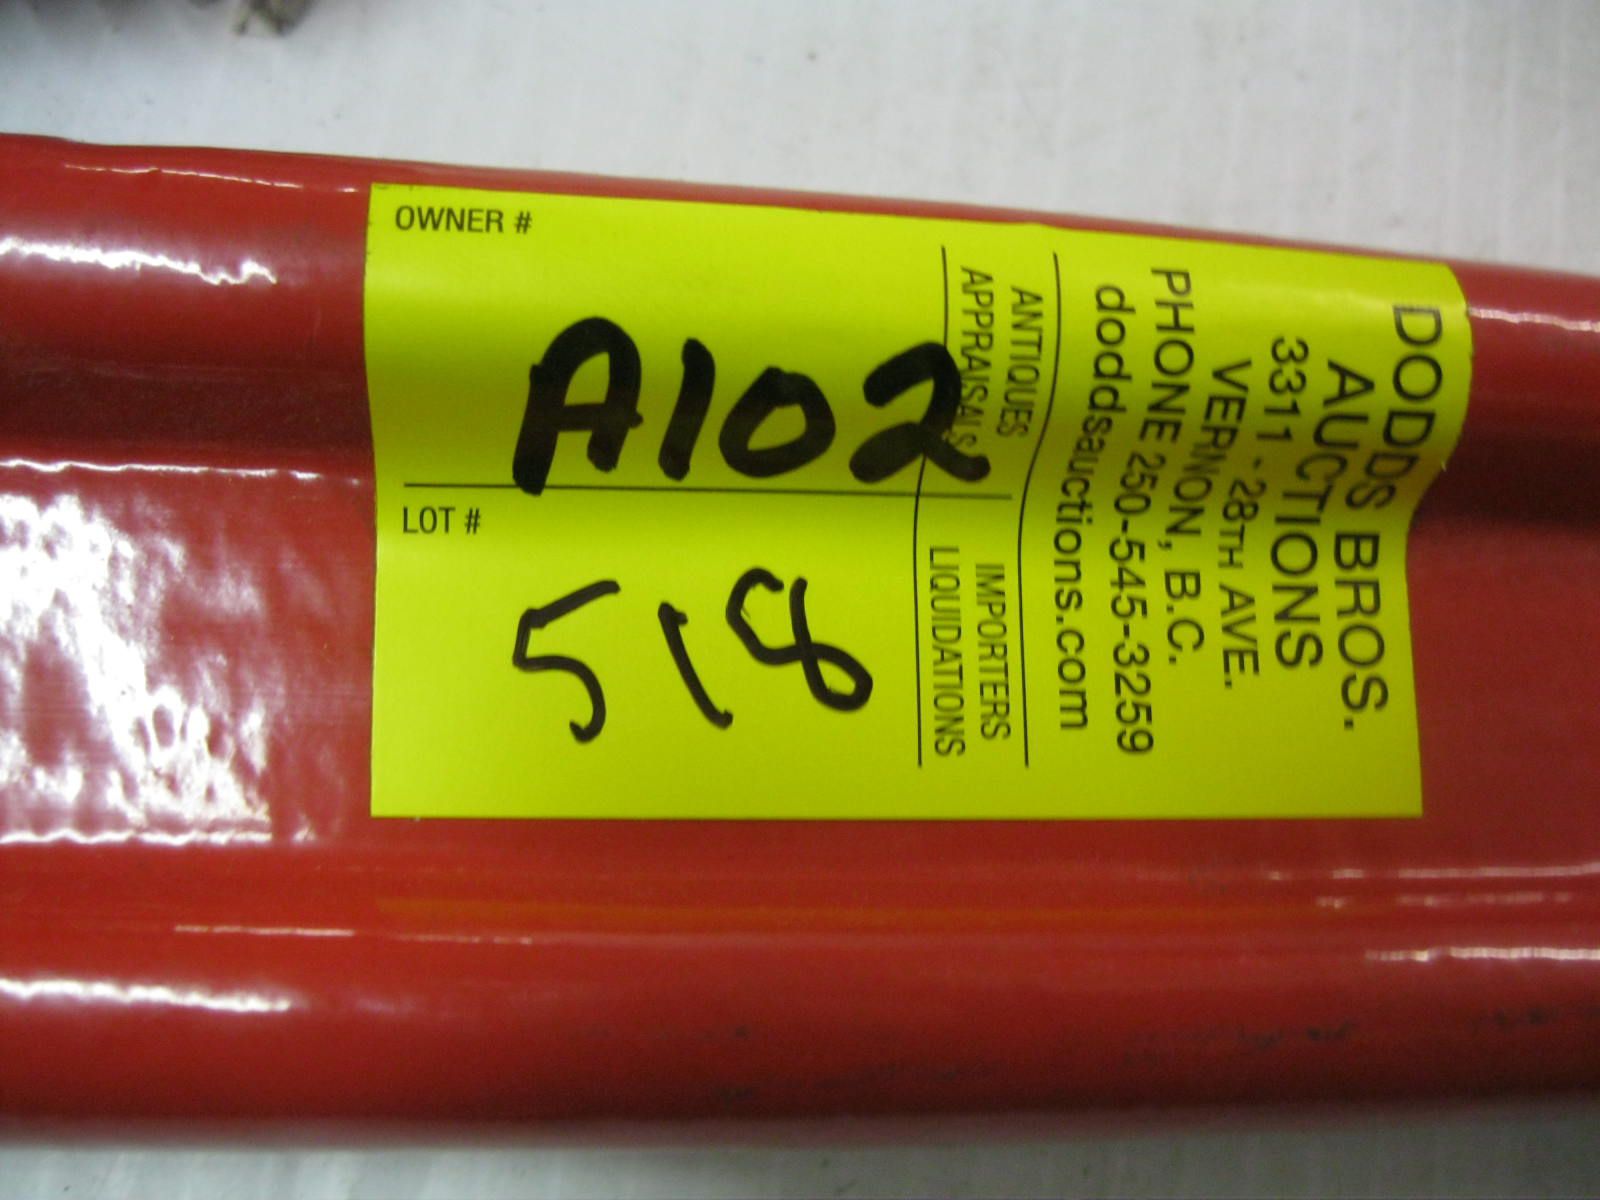 OWNER #
A102
LOT #
518
DODDS BROS.
AUCTIONS
3311 - 28TH AVE.
VERNON, B.C.
PHONE 250-545-3259
doddsauctions.com
ANTIQUES
APPRAISALS
IMPORTERS
LIQUIDATIONS